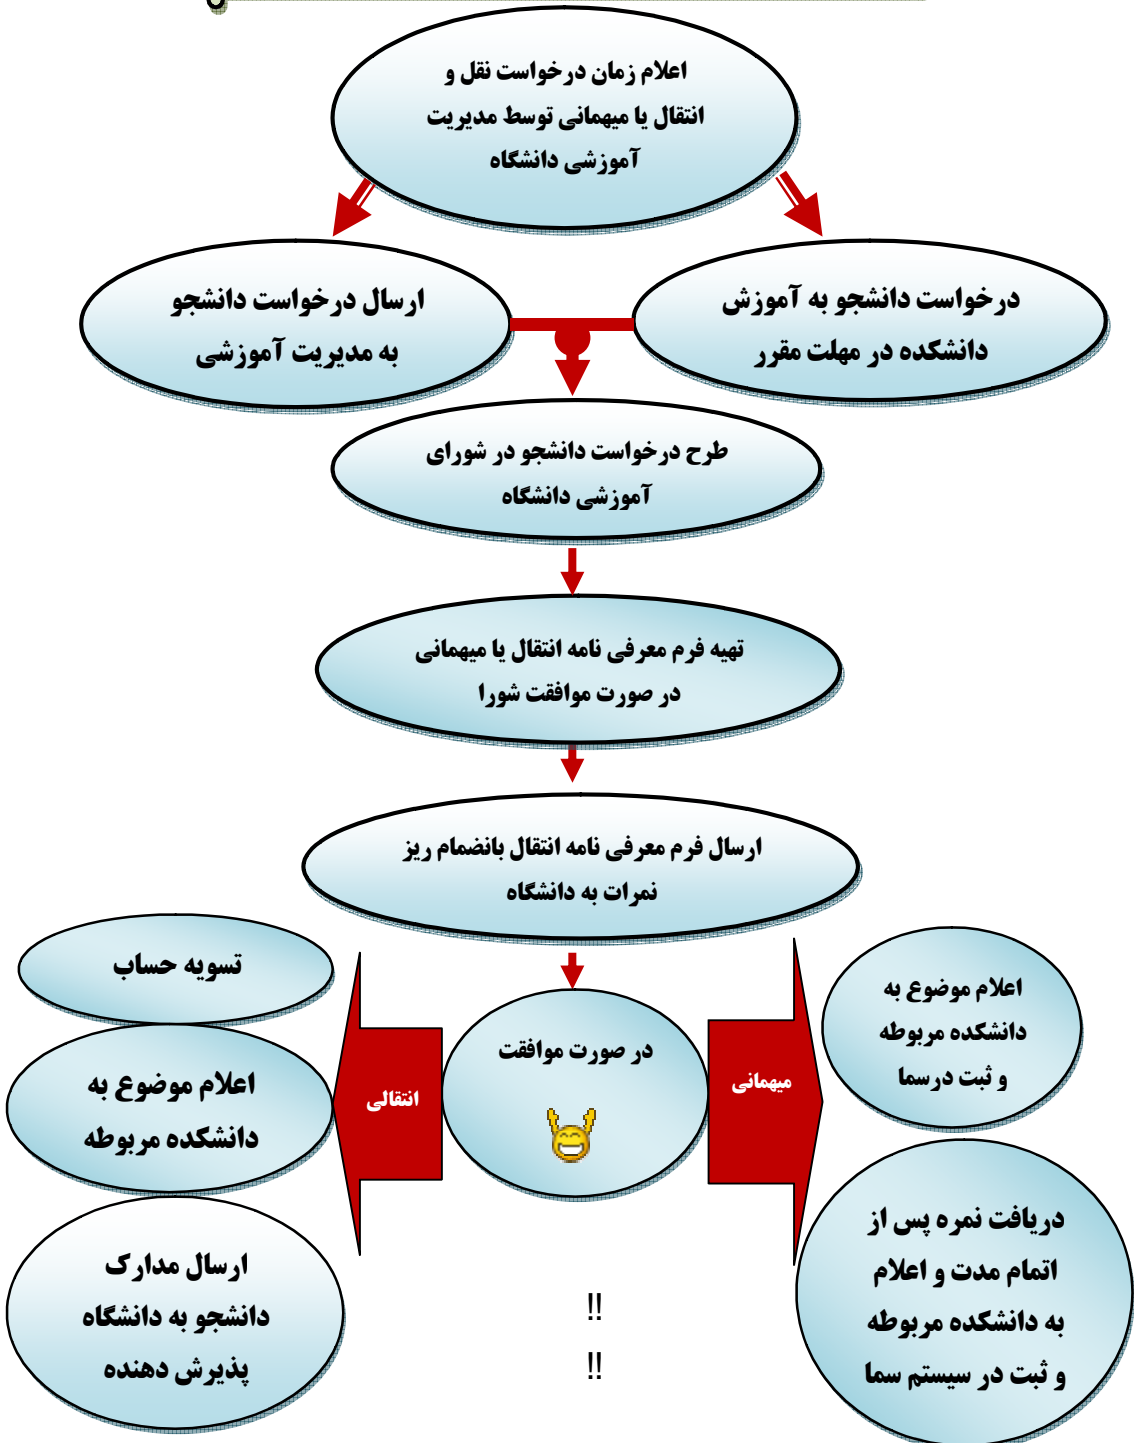 اعلام زمان درخواست نقل و
انتقال یا میهمانی توسط مدیریت
آموزشی دانشگاه
درخواست دانشجو به آموزش
دانشکده در مهلت مقرر
ارسال درخواست دانشجو
به مدیریت آموزشی
طرح درخواست دانشجو در شورای
آموزشی دانشگاه
تهیه فرم معرفی نامه انتقال یا میهمانی
در صورت موافقت شورا
ارسال فرم معرفی نامه انتقال بانضمام ریز
نمرات به دانشگاه
در صورت موافقت
میهمانی
اعلام موضوع به
دانشکده مربوطه
و ثبت درسما
دریافت نمره پس از
اتمام مدت و اعلام
به دانشکده مربوطه
و ثبت در سیستم سما
انتقالی
تسویه حساب
اعلام موضوع به
دانشکده مربوطه
ارسال مدارک
دانشجو به دانشگاه
پذیرش دهنده
!!
!!